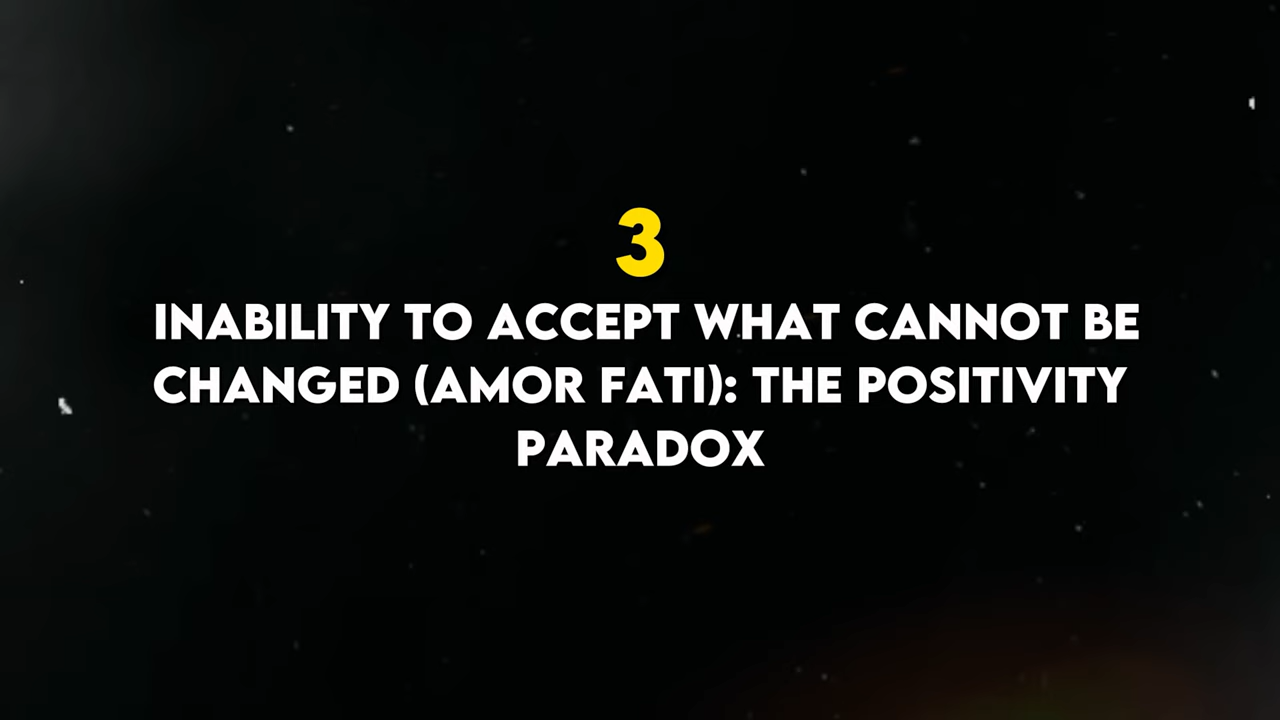 3
INABILITY TO ACCEPT WHAT CANNOT BE
CHANGED (AMOR FATI): THE POSITIVITY
PARADOX